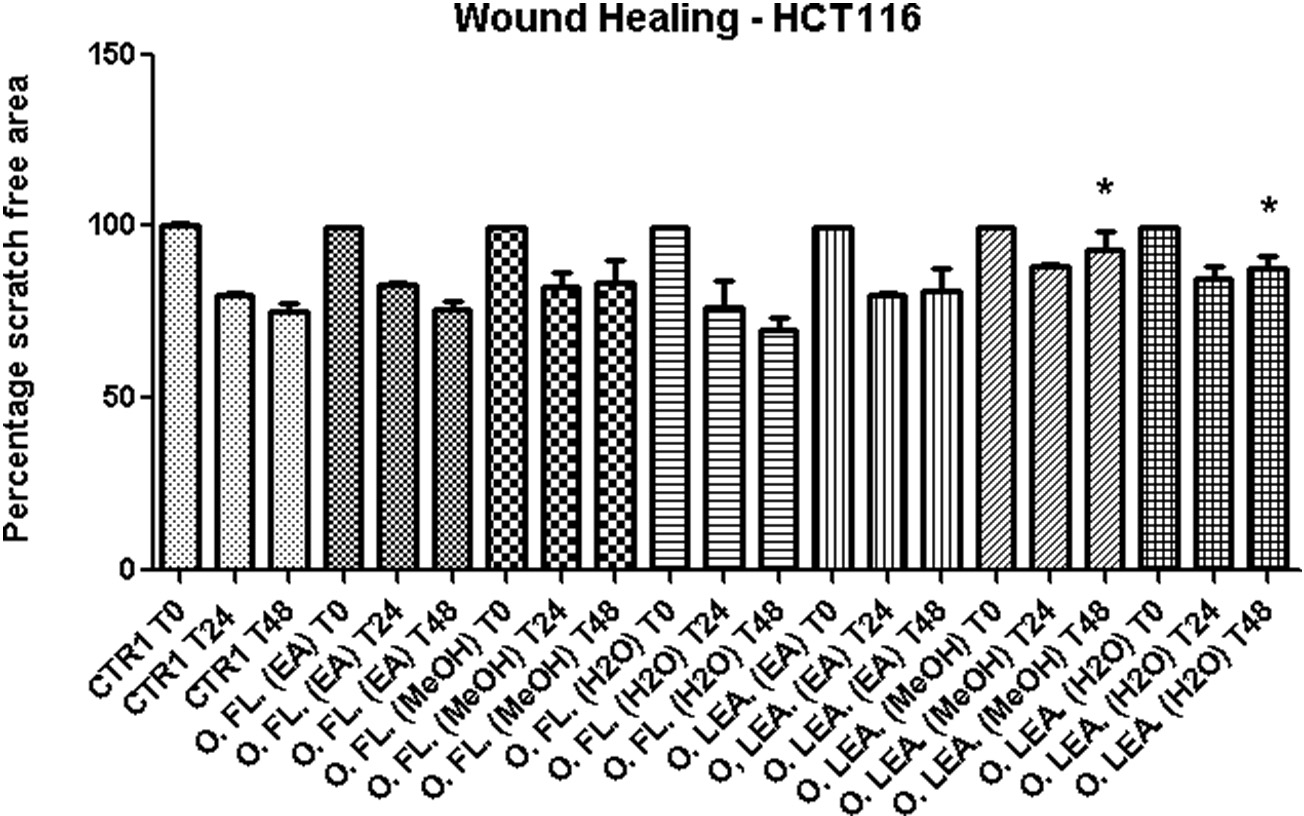 Wound Healing - HCT116
Percentage scratch free area
150
100
50
0
*
*
CTR1 T0
CTR1 T24
CTR1 T48
O. FL. (EA) T0
O. FL. (EA) T24
O. FL. (EA) T48
O. FL. (MeOH) T0
O. FL. (MeOH) T24
O. FL. (MeOH) T48
O. FL. (H2O) T0
O. FL. (H2O) T24
O. FL. (H2O) T48
O. LEA. (EA) T0
O, LEA. (EA) T24
O. LEA. (EA) T48
O. LEA. (MeOH) T0
O. LEA. (MeOH) T24
O. LEA. (MeOH) T48
O. LEA. (H2O) T0
O. LEA. (H2O) T24
O. LEA. (H2O) T48